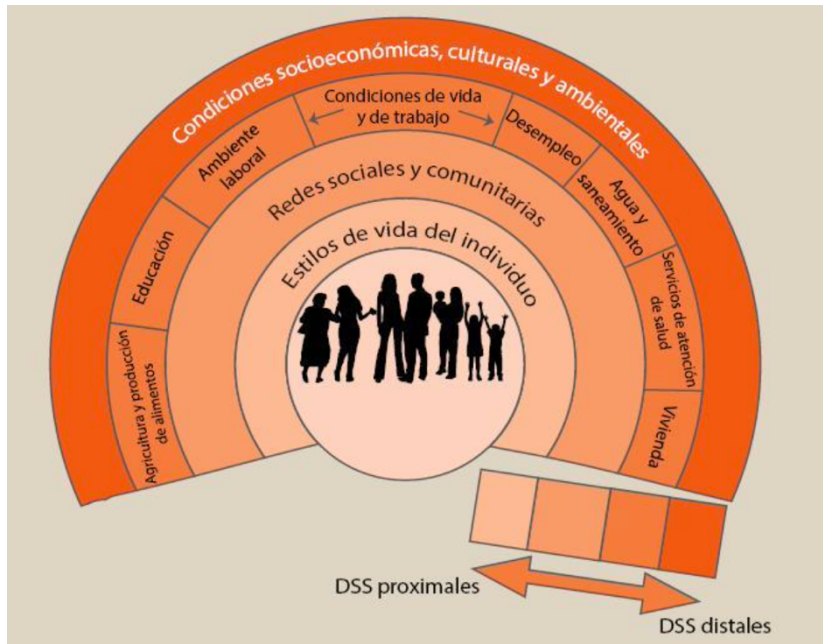 Condiciones socioeconómicas, culturales y ambientales
Condiciones de vida
y de trabajo
Agricultura y producción
de alimentos
Educación
Ambiente
laboral
Desempleo
Agua y
saneamiento
Servicios de atención
de salud
Vivienda
Redes sociales y comunitarias
Estilos de vida del individuo
DSS proximales
DSS distales